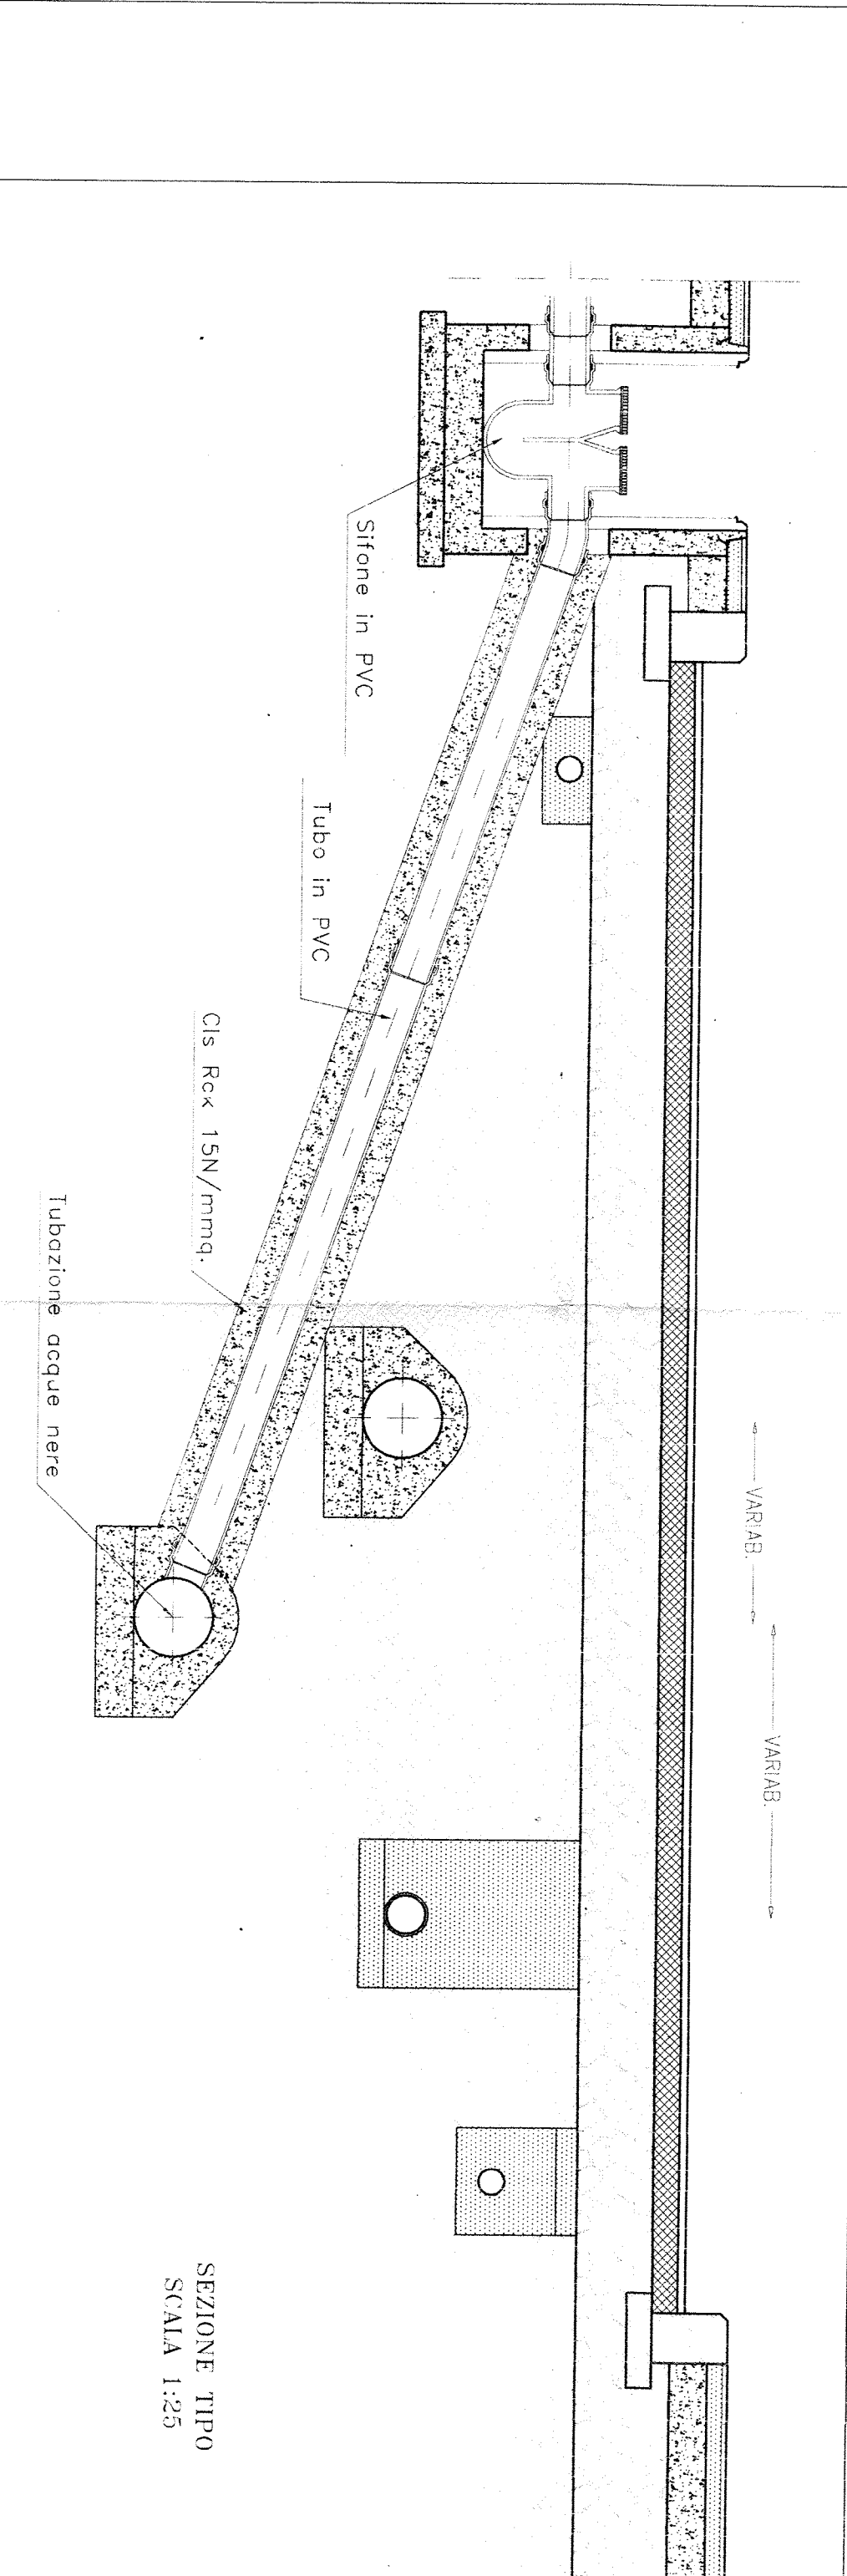 VARIAB.
VARIAB.
Sifone in PVC
Tubo in PVC
Cls Rcк 15N/mmq.
Tubazione acque nere
SEZIONE TIPO
SCALA 1:25